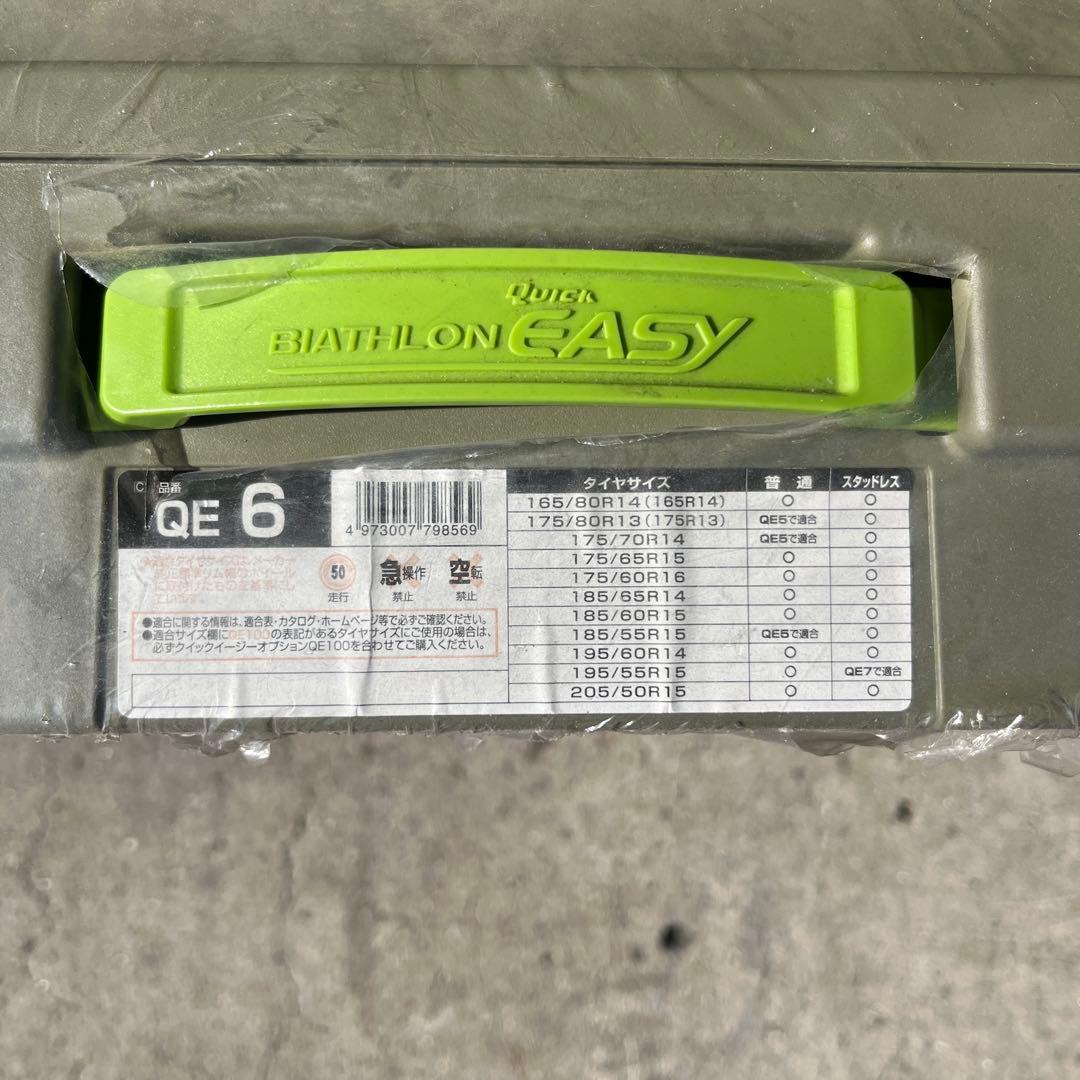 QUICK
BIATHLON EASY
C 品番
QE 6
4 973007 798569
50
走行
急操作
禁止
空転
禁止
●適合に関する情報は、適合表・カタログ・ホームページ等で必ずご確認ください。
●適合サイズ欄にQE100の表記があるタイヤサイズにご使用の場合は、
必ずクイックイージーオプションQE100を合わせてご購入ください。
タイヤサイズ 普通 スタッドレス
165/80R14(165R14) ○ ○
175/80R13(175R13) QE5で適合 ○
175/70R14 QE5で適合 ○
175/65R15 ○ ○
175/60R16 ○ ○
185/65R14 ○ ○
185/60R15 ○ ○
185/55R15 QE5で適合 ○
195/60R14 ○ ○
195/55R15 ○ QE7で適合
205/50R15 ○ ○